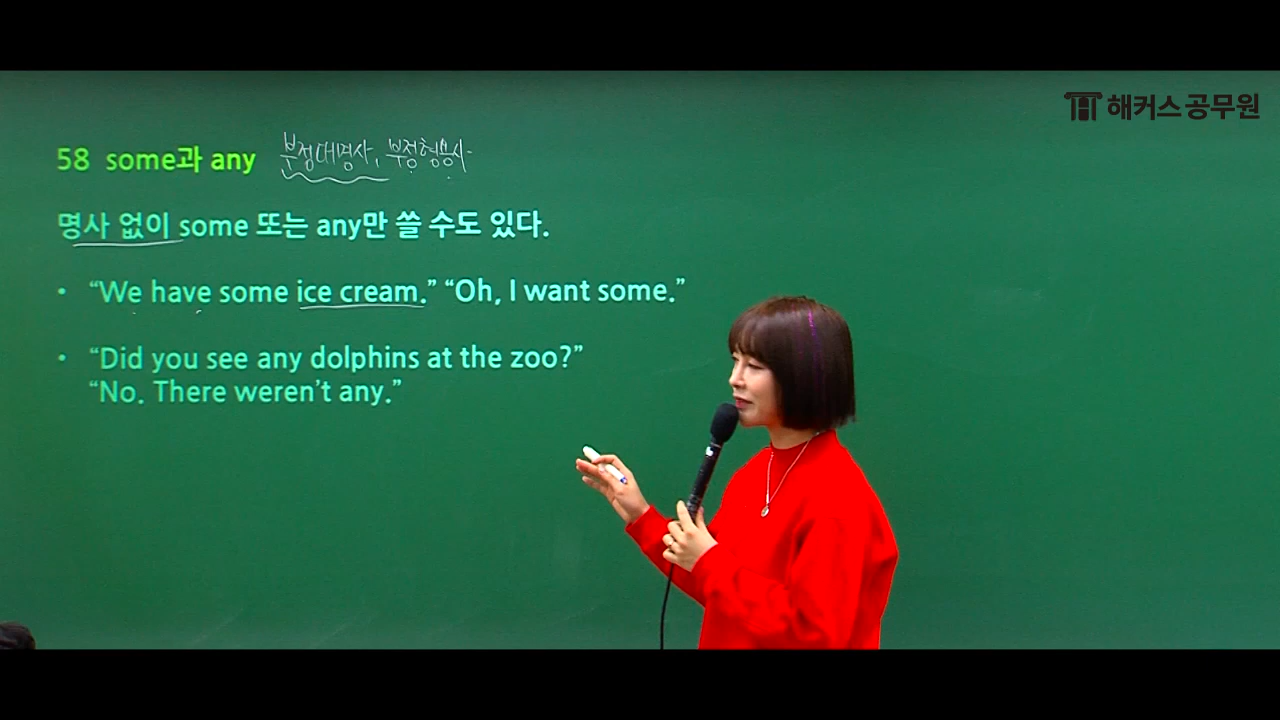 해커스 공무원
58 some과 any 부정대명사, 부정형용사
명사 없이 some 또는 any만 쓸 수도 있다.
• “We have some ice cream.” “Oh, I want some.”
• “Did you see any dolphins at the zoo?”
“No. There weren’t any.”